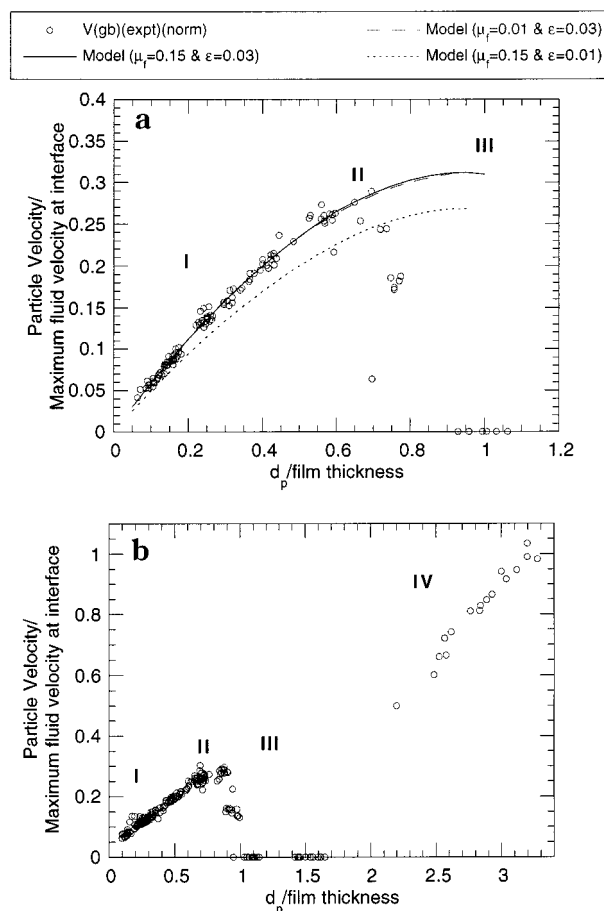 V(gb)(expt)(norm)
Model (μf=0.01 & ε=0.03)
Model (μf=0.15 & ε=0.03)
Model (μf=0.15 & ε=0.01)
a
0.4
0.35
0.3
0.25
0.2
0.15
0.1
0.05
0
I
II
III
Particle Velocity/
Maximum fluid velocity at interface
0 0.2 0.4 0.6 0.8 1 1.2
dp/film thickness
b
1
0.8
0.6
0.4
0.2
0
I
II
III
IV
Particle Velocity/
Maximum fluid velocity at interface
0 0.5 1 1.5 2 2.5 3
dp/film thickness